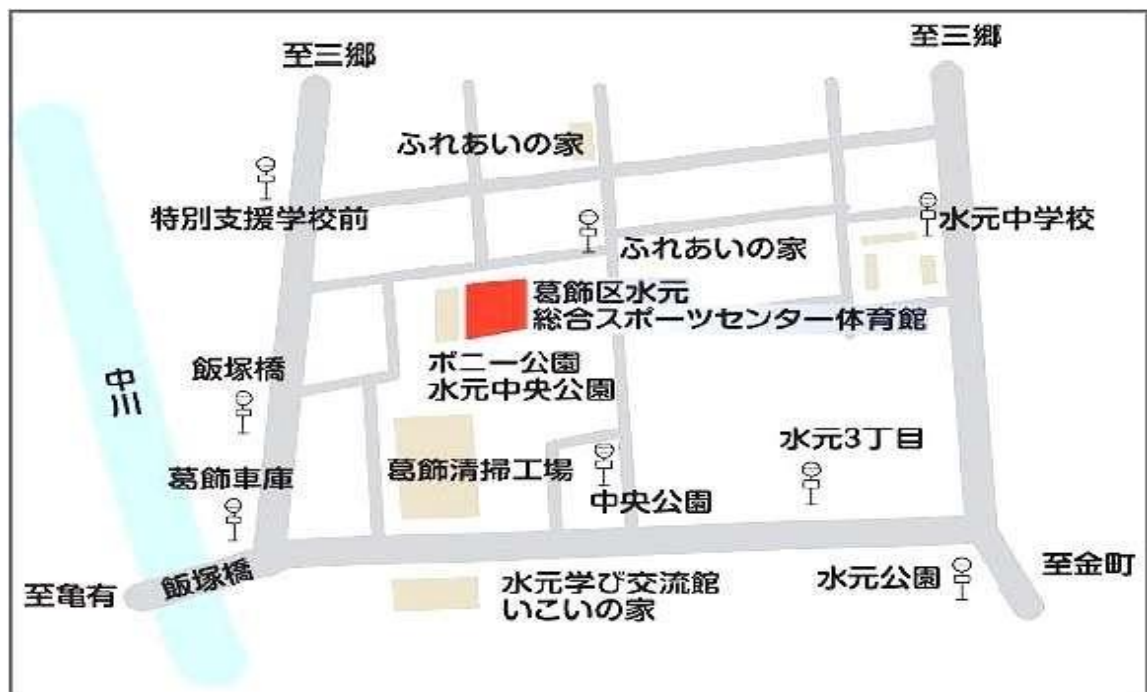 至三郷
至三郷
ふれあいの家
特別支援学校前
水元中学校
ふれあいの家
葛飾区水元
総合スポーツセンター体育館
ポニー公園
水元中央公園
飯塚橋
中川
水元3丁目
葛飾車庫
葛飾清掃工場
中央公園
飯塚橋
至亀有
水元学び交流館
いこいの家
水元公園
至金町